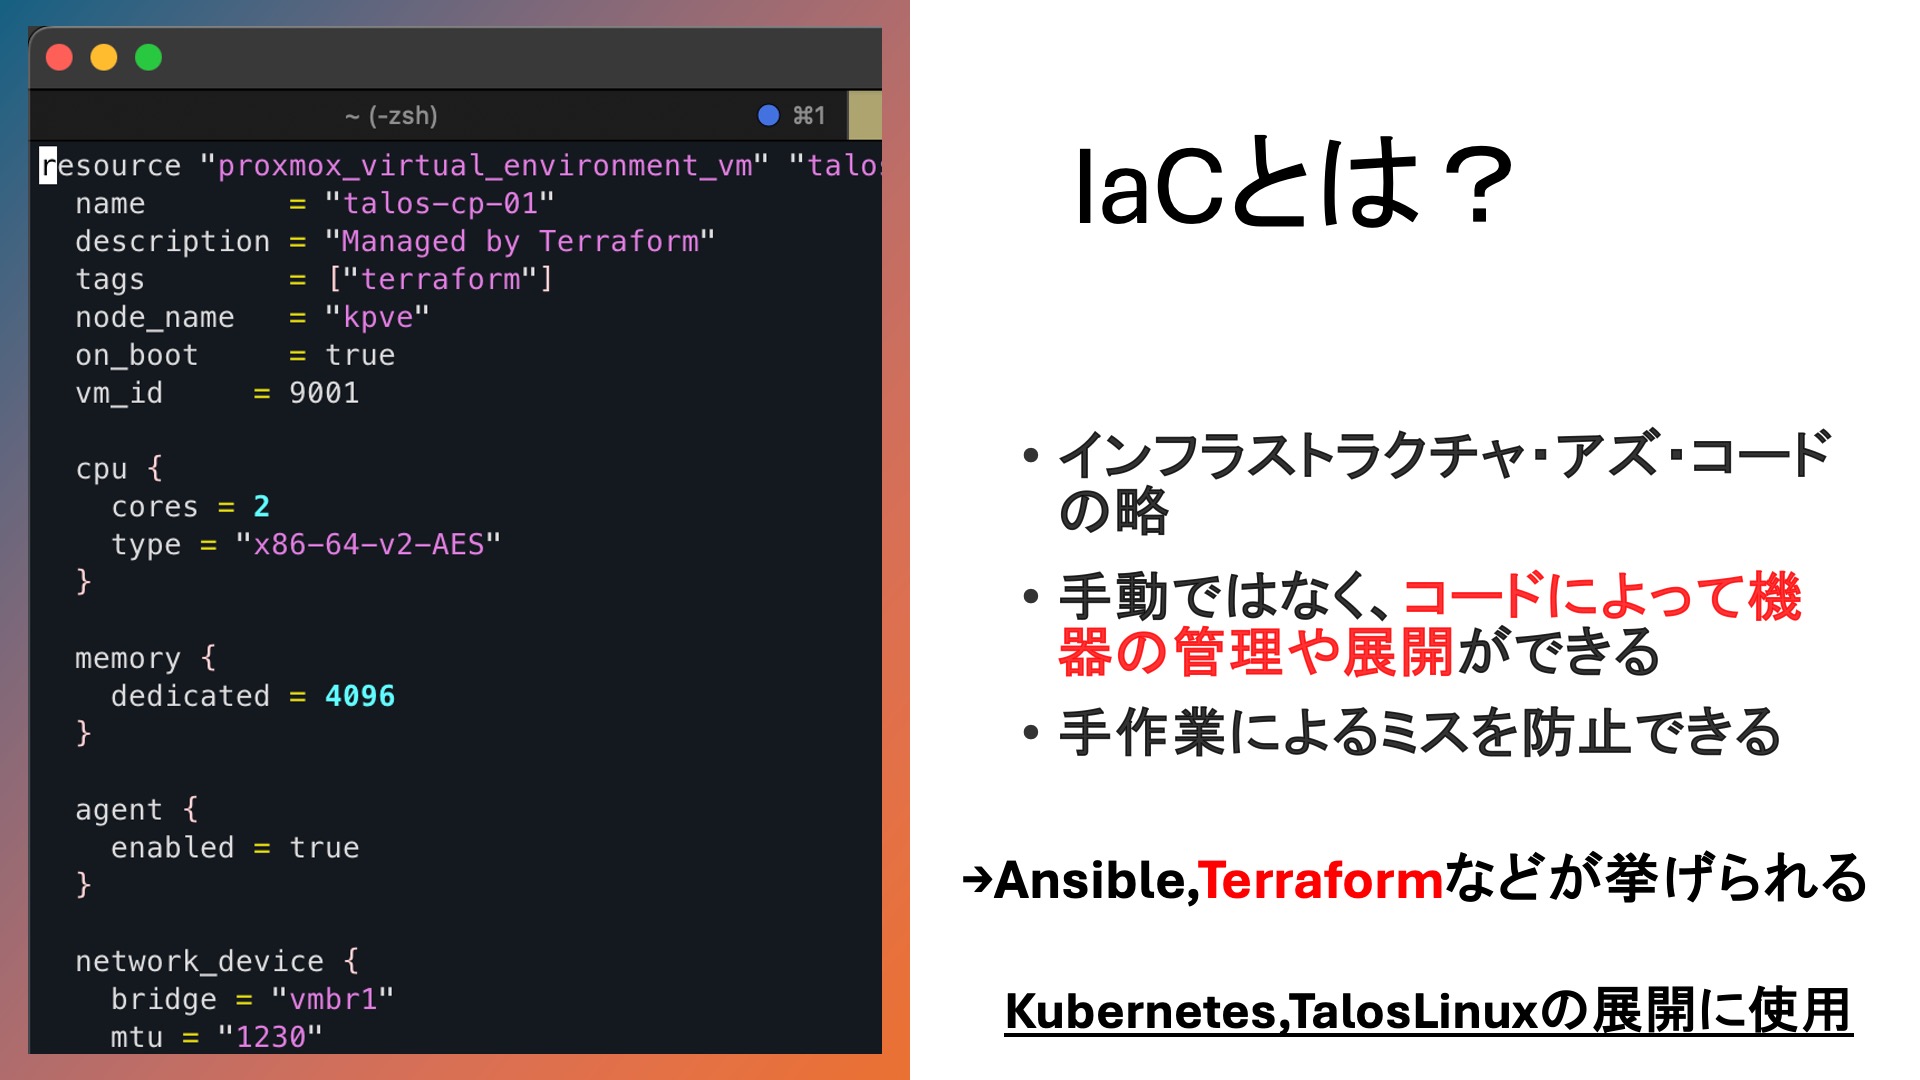 ~ (-zsh)
⌘1
resource "proxmox_virtual_environment_vm" "talos
  name        = "talos-cp-01"
  description = "Managed by Terraform"
  tags        = ["terraform"]
  node_name   = "kpve"
  on_boot     = true
  vm_id     = 9001
  cpu {
    cores = 2
    type = "x86-64-v2-AES"
  }
  memory {
    dedicated = 4096
  }
  agent {
    enabled = true
  }
  network_device {
    bridge = "vmbr1"
    mtu = "1230"
IaCとは？
• インフラストラクチャ・アズ・コード
の略
• 手動ではなく、コードによって機
器の管理や展開ができる
• 手作業によるミスを防止できる
→Ansible,Terraformなどが挙げられる
Kubernetes,TalosLinuxの展開に使用